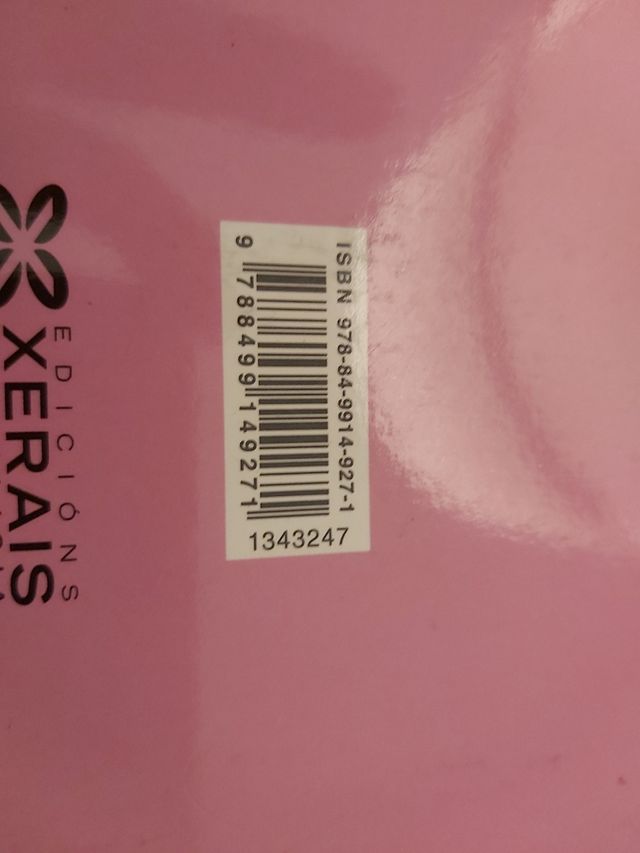 ISBN 978-84-9914-927-1
9 788499 149271
1343247
EDICIÓNS
XERAIS